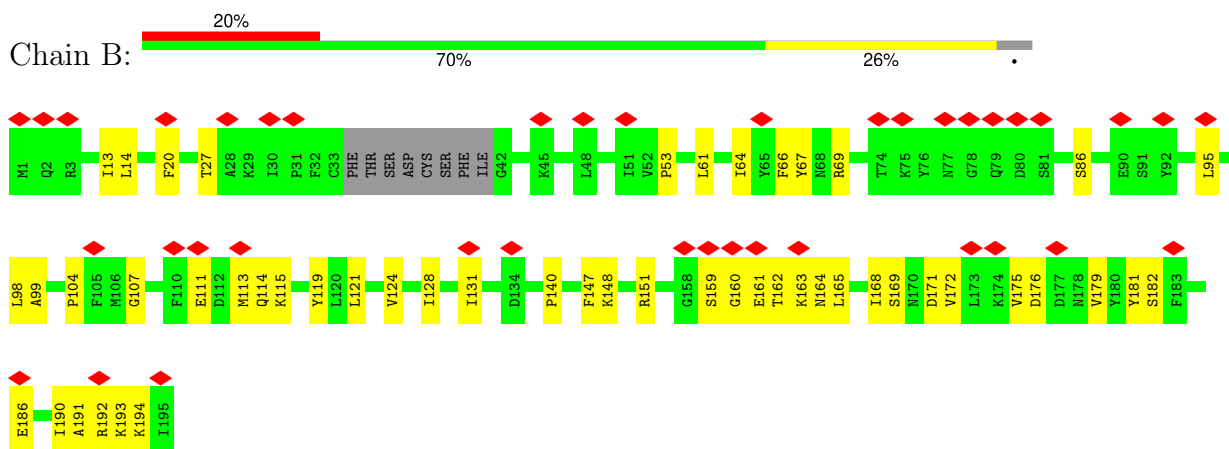 20%
Chain B:
70% 26% •
M1 Q2 R3 I13 L14 F20 T27 A28 K29 I30 P31 F32 C33 PHE THR SER ASP CYS SER PHE ILE G42 K45 L48 I51 V52 P53 L61 I64 Y65 F66 Y67 N68 R69 T74 K75 Y76 N77 G78 Q79 D80 S81 S86 E90 S91 Y92 L95
L98 A99 P104 F105 M106 G107 F110 E111 D112 M113 Q114 K115 Y119 L120 L121 V124 I128 I131 D134 P140 F147 K148 R151 G158 S159 G160 E161 T162 K163 N164 L165 I168 S169 N170 D171 V172 L173 K174 V175 D176 D177 N178 V179 Y180 Y181 S182 F183
E186 I190 A191 R192 K193 K194 I195